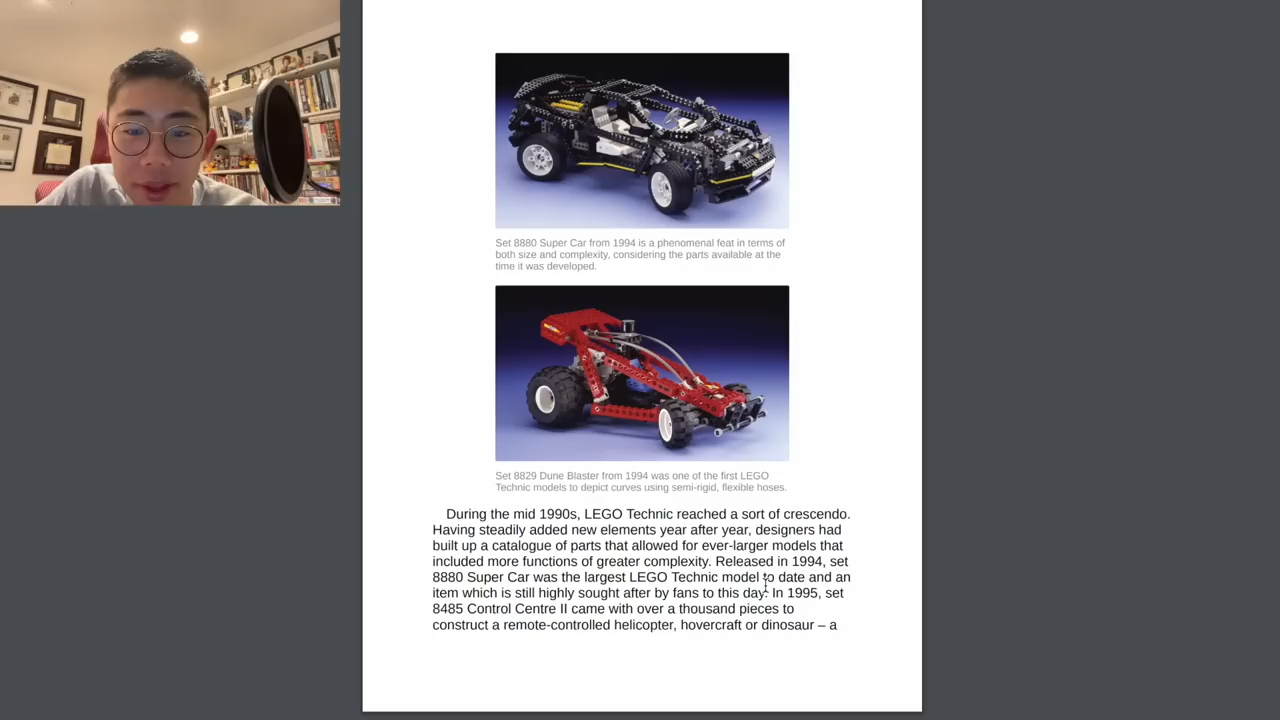 Set 8880 Super Car from 1994 is a phenomenal feat in terms of
both size and complexity, considering the parts available at the
time it was developed.
Set 8829 Dune Blaster from 1994 was one of the first LEGO
Technic models to depict curves using semi-rigid, flexible hoses.
During the mid 1990s, LEGO Technic reached a sort of crescendo.
Having steadily added new elements year after year, designers had
built up a catalogue of parts that allowed for ever-larger models that
included more functions of greater complexity. Released in 1994, set
8880 Super Car was the largest LEGO Technic model to date and an
item which is still highly sought after by fans to this day. In 1995, set
8485 Control Centre II came with over a thousand pieces to
construct a remote-controlled helicopter, hovercraft or dinosaur – a